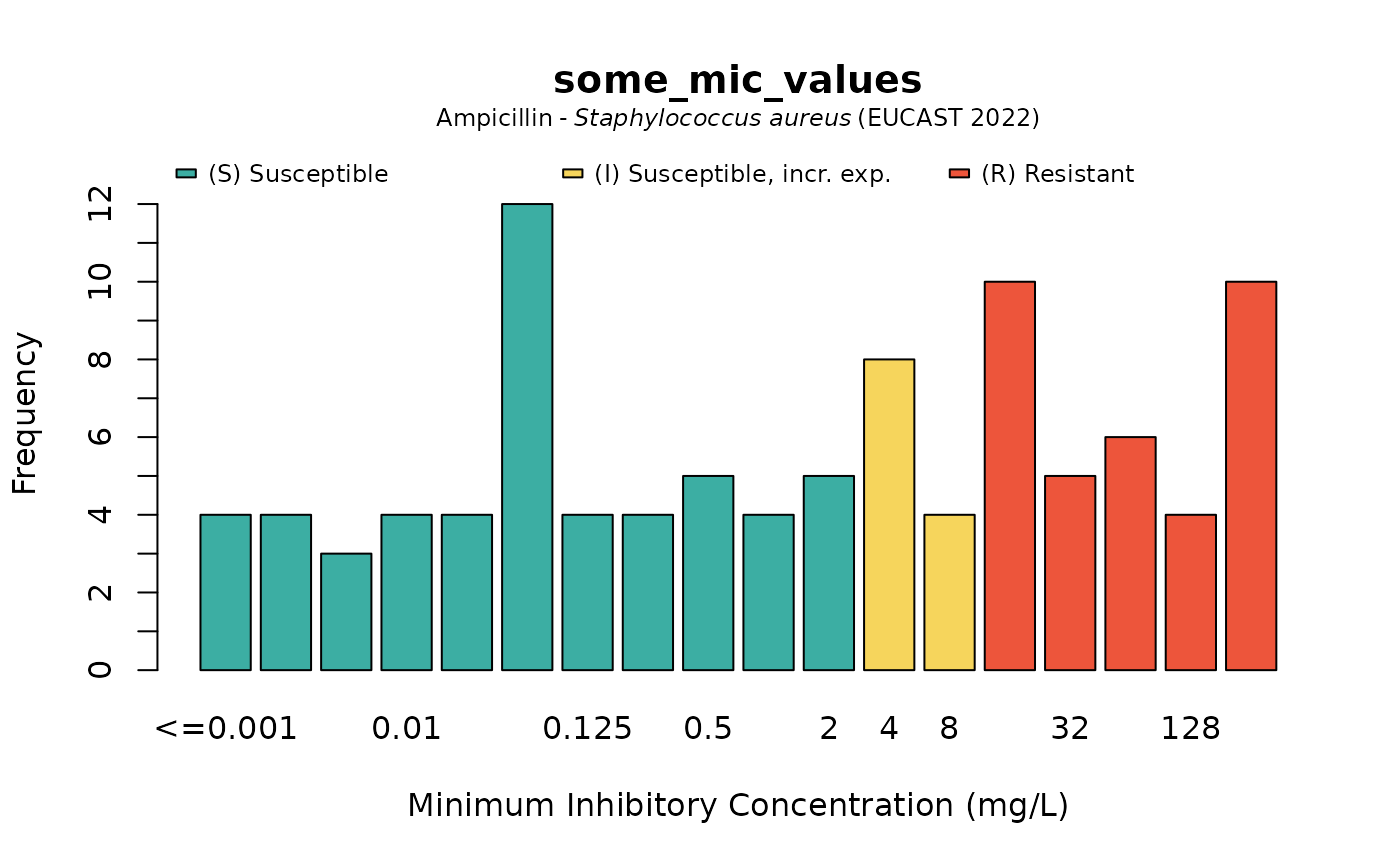 some_mic_values
Ampicillin - Staphylococcus aureus (EUCAST 2022)
(S) Susceptible (I) Susceptible, incr. exp. (R) Resistant
12
10
8
6
4
2
0
Frequency
<=0.001 0.01 0.125 0.5 2 4 8 32 128
Minimum Inhibitory Concentration (mg/L)